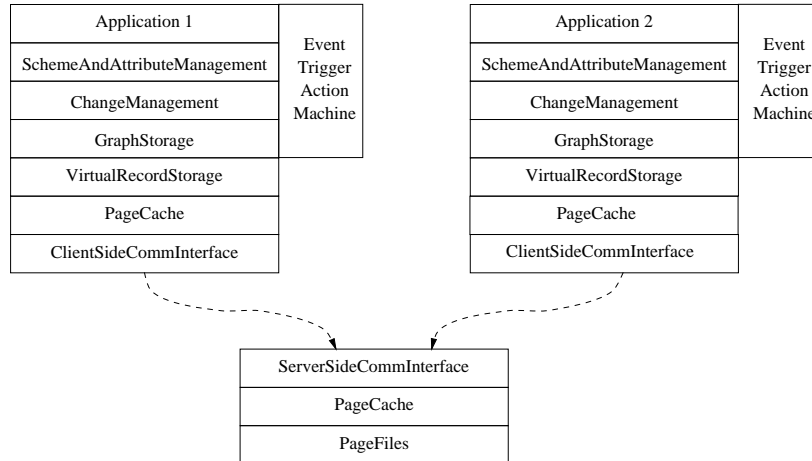 Application 1
SchemeAndAttributeManagement
ChangeManagement
GraphStorage
VirtualRecordStorage
PageCache
ClientSideCommInterface
Event
Trigger
Action
Machine
Application 2
SchemeAndAttributeManagement
ChangeManagement
GraphStorage
VirtualRecordStorage
PageCache
ClientSideCommInterface
Event
Trigger
Action
Machine
ServerSideCommInterface
PageCache
PageFiles